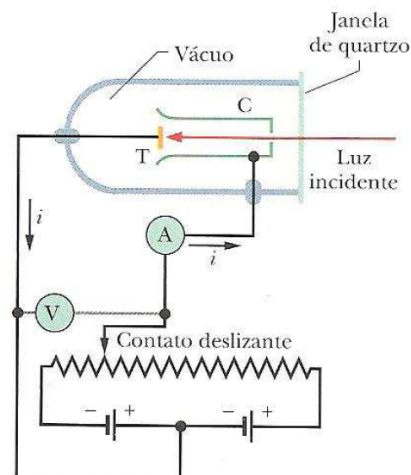 Janela
de quartzo
Vácuo
C
T
Luz
incidente
i
A
i
V
Contato deslizante
- +
- +